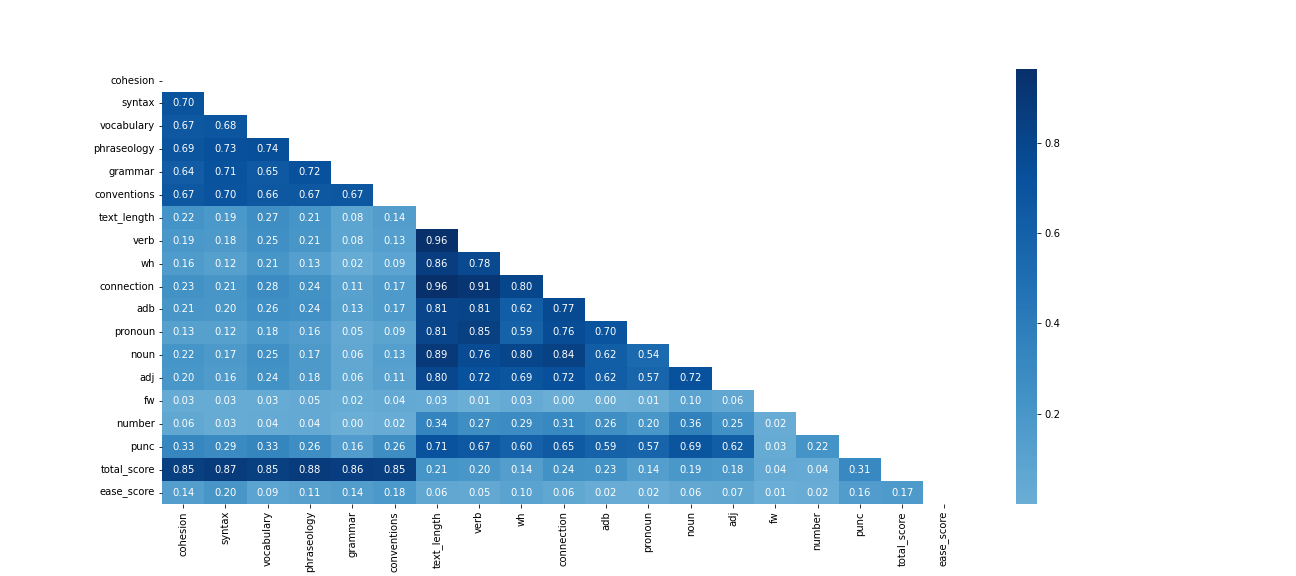 cohesion
syntax 0.70
vocabulary 0.67 0.68
phraseology 0.69 0.73 0.74
grammar 0.64 0.71 0.65 0.72
conventions 0.67 0.70 0.66 0.67 0.67
text_length 0.22 0.19 0.27 0.21 0.08 0.14
verb 0.19 0.18 0.25 0.21 0.08 0.13 0.96
wh 0.16 0.12 0.21 0.13 0.02 0.09 0.86 0.78
connection 0.23 0.21 0.28 0.24 0.11 0.17 0.96 0.91 0.80
adb 0.21 0.20 0.26 0.24 0.13 0.17 0.81 0.81 0.62 0.77
pronoun 0.13 0.12 0.18 0.16 0.05 0.09 0.81 0.85 0.59 0.76 0.70
noun 0.22 0.17 0.25 0.17 0.06 0.13 0.89 0.76 0.80 0.84 0.62 0.54
adj 0.20 0.16 0.24 0.18 0.06 0.11 0.80 0.72 0.69 0.72 0.62 0.57 0.72
fw 0.03 0.03 0.03 0.05 0.02 0.04 0.03 0.01 0.03 0.00 0.00 0.01 0.10 0.06
number 0.06 0.03 0.04 0.04 0.00 0.02 0.34 0.27 0.29 0.31 0.26 0.20 0.36 0.25 0.02
punc 0.33 0.29 0.33 0.26 0.16 0.26 0.71 0.67 0.60 0.65 0.59 0.57 0.69 0.62 0.03 0.22
total_score 0.85 0.87 0.85 0.88 0.86 0.85 0.21 0.20 0.14 0.24 0.23 0.14 0.19 0.18 0.04 0.04 0.31
ease_score 0.14 0.20 0.09 0.11 0.14 0.18 0.06 0.05 0.10 0.06 0.02 0.02 0.06 0.07 0.01 0.02 0.16 0.17
cohesion syntax vocabulary phraseology grammar conventions text_length verb wh connection adb pronoun noun adj fw number punc total_score ease_score
0.8
0.6
0.4
0.2